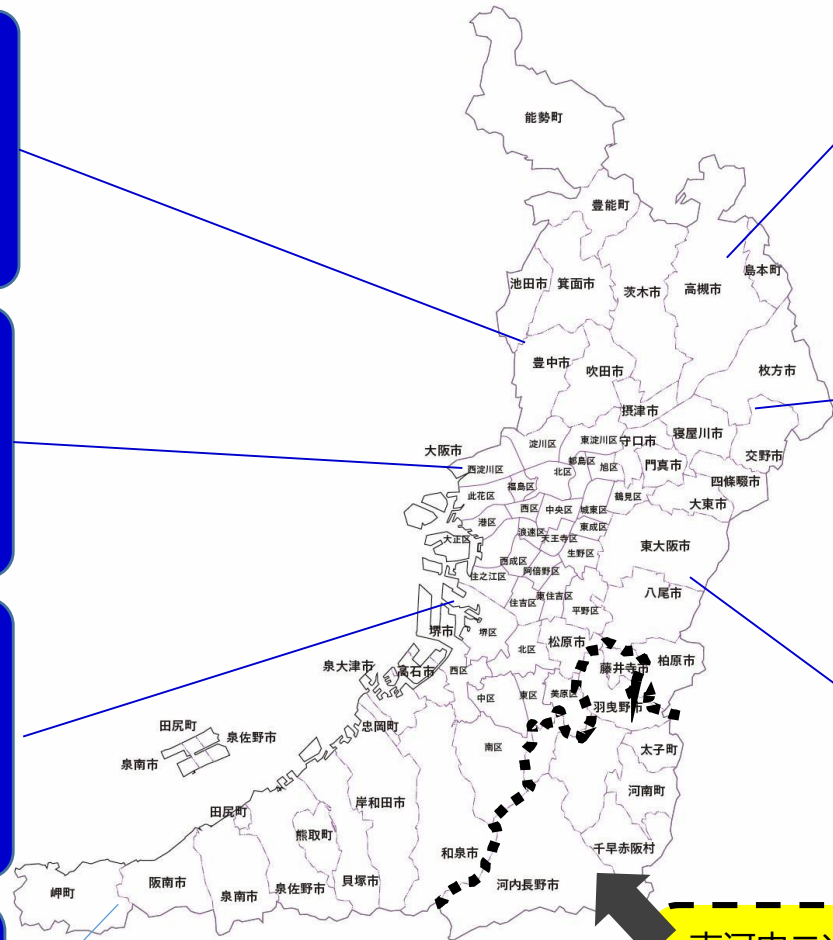 能勢町
豊能町
島本町
池田市
箕面市
茨木市
高槻市
豊中市
吹田市
枚方市
摂津市
大阪市
淀川区
東淀川区
守口市
寝屋川市
交野市
西淀川区
北区
都島区
旭区
門真市
四條畷市
此花区
福島区
鶴見区
大東市
港区
西区
中央区
城東区
大正区
浪速区
天王寺区
東成区
東大阪市
西成区
阿倍野区
生野区
住之江区
八尾市
住吉区
東住吉区
平野区
堺市
堺区
北区
松原市
柏原市
泉大津市
高石市
西区
藤井寺市
中区
東区
美原区
羽曳野市
田尻町
泉佐野市
泉南市
忠岡町
南区
太子町
河南町
田尻町
岸和田市
熊取町
千早赤阪村
和泉市
岬町
阪南市
泉南市
泉佐野市
貝塚市
河内長野市